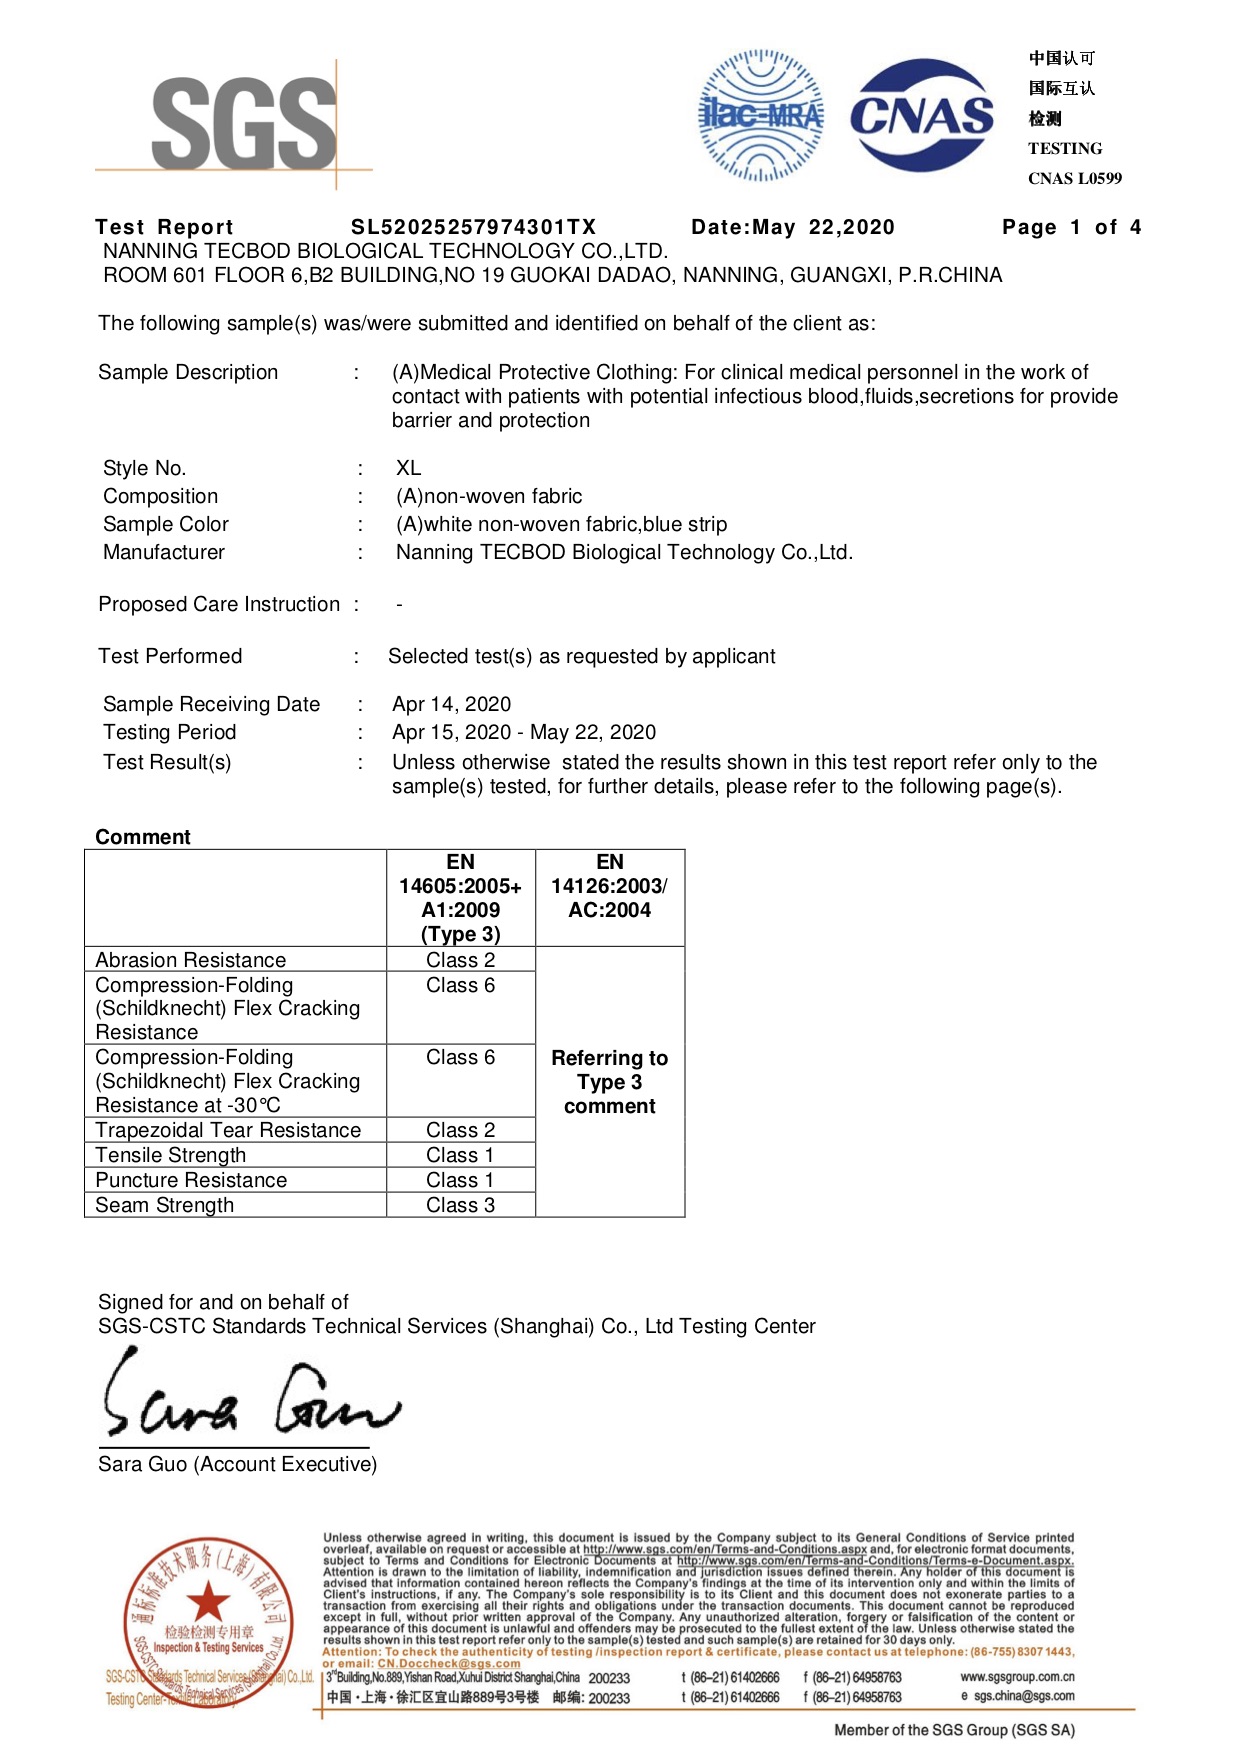 SGS
ilac-MRA
CNAS
中国认可
国际互认
检测
TESTING
CNAS L0599
Test Report SL52025257974301TX Date:May 22,2020 Page 1 of 4
NANNING TECBOD BIOLOGICAL TECHNOLOGY CO.,LTD.
ROOM 601 FLOOR 6,B2 BUILDING,NO 19 GUOKAI DADAO, NANNING, GUANGXI, P.R.CHINA
The following sample(s) was/were submitted and identified on behalf of the client as:
Sample Description : (A)Medical Protective Clothing: For clinical medical personnel in the work of
contact with patients with potential infectious blood,fluids,secretions for provide
barrier and protection
Style No. : XL
Composition : (A)non-woven fabric
Sample Color : (A)white non-woven fabric,blue strip
Manufacturer : Nanning TECBOD Biological Technology Co.,Ltd.
Proposed Care Instruction : -
Test Performed : Selected test(s) as requested by applicant
Sample Receiving Date : Apr 14, 2020
Testing Period : Apr 15, 2020 - May 22, 2020
Test Result(s) : Unless otherwise stated the results shown in this test report refer only to the
sample(s) tested, for further details, please refer to the following page(s).
Comment
EN EN
14605:2005+ 14126:2003/
A1:2009 AC:2004
(Type 3)
Abrasion Resistance Class 2
Compression-Folding Class 6
(Schildknecht) Flex Cracking
Resistance
Compression-Folding Class 6 Referring to
(Schildknecht) Flex Cracking Type 3
Resistance at -30°C comment
Trapezoidal Tear Resistance Class 2
Tensile Strength Class 1
Puncture Resistance Class 1
Seam Strength Class 3
Signed for and on behalf of
SGS-CSTC Standards Technical Services (Shanghai) Co., Ltd Testing Center
Sara Guo
Sara Guo (Account Executive)
Unless otherwise agreed in writing, this document is issued by the Company subject to its General Conditions of Service printed
overleaf, available on request or accessible at http://www.sgs.com/en/Terms-and-Conditions.aspx and, for electronic format documents,
subject to Terms and Conditions for Electronic Documents at http://www.sgs.com/en/Terms-and-Conditions/Terms-e-Document.aspx.
Attention is drawn to the limitation of liability, indemnification and jurisdiction issues defined therein. Any holder of this document is
advised that information contained hereon reflects the Company's findings at the time of its intervention only and within the limits of
Client's instructions, if any. The Company's sole responsibility is to its Client and this document does not exonerate parties to a
transaction from exercising all their rights and obligations under the transaction documents. This document cannot be reproduced
except in full, without prior written approval of the Company. Any unauthorized alteration, forgery or falsification of the content or
appearance of this document is unlawful and offenders may be prosecuted to the fullest extent of the law. Unless otherwise stated the
results shown in this test report refer only to the sample(s) tested and such sample(s) are retained for 30 days only.
Attention: To check the authenticity of testing /inspection report & certificate, please contact us at telephone: (86-755) 8307 1443,
or email: CN.Doccheck@sgs.com
检验检测专用章
Inspection & Testing Services
SGS-CSTC Standards Technical Services (Shanghai) Co.,Ltd.
Testing Center-
3rd Building,No.889,Yishan Road,Xuhui District Shanghai,China 200233 t (86–21) 61402666 f (86–21) 64958763 www.sgsgroup.com.cn
中国·上海·徐汇区宜山路889号3号楼 邮编: 200233 t (86–21) 61402666 f (86–21) 64958763 e sgs.china@sgs.com
Member of the SGS Group (SGS SA)